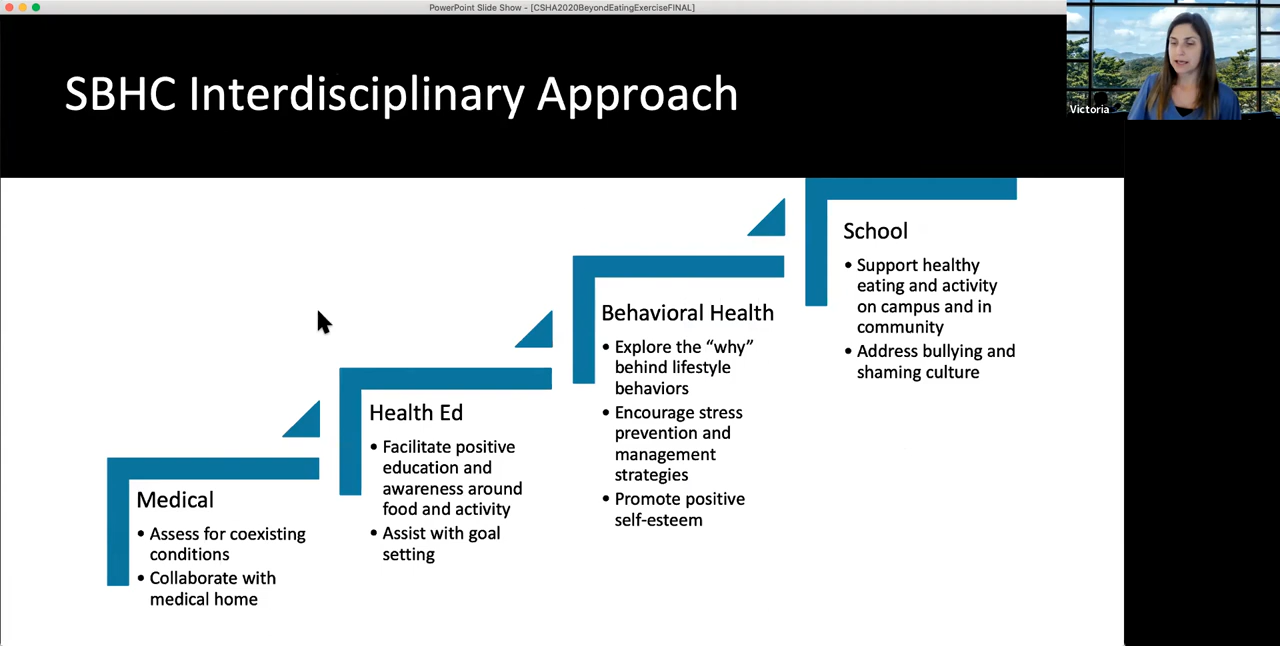 PowerPoint Slide Show - [CSHA2020BeyondEatingExerciseFINAL]
SBHC Interdisciplinary Approach
Victoria
Medical
• Assess for coexisting
conditions
• Collaborate with
medical home
Health Ed
• Facilitate positive
education and
awareness around
food and activity
• Assist with goal
setting
Behavioral Health
• Explore the “why”
behind lifestyle
behaviors
• Encourage stress
prevention and
management
strategies
• Promote positive
self-esteem
School
• Support healthy
eating and activity
on campus and in
community
• Address bullying and
shaming culture